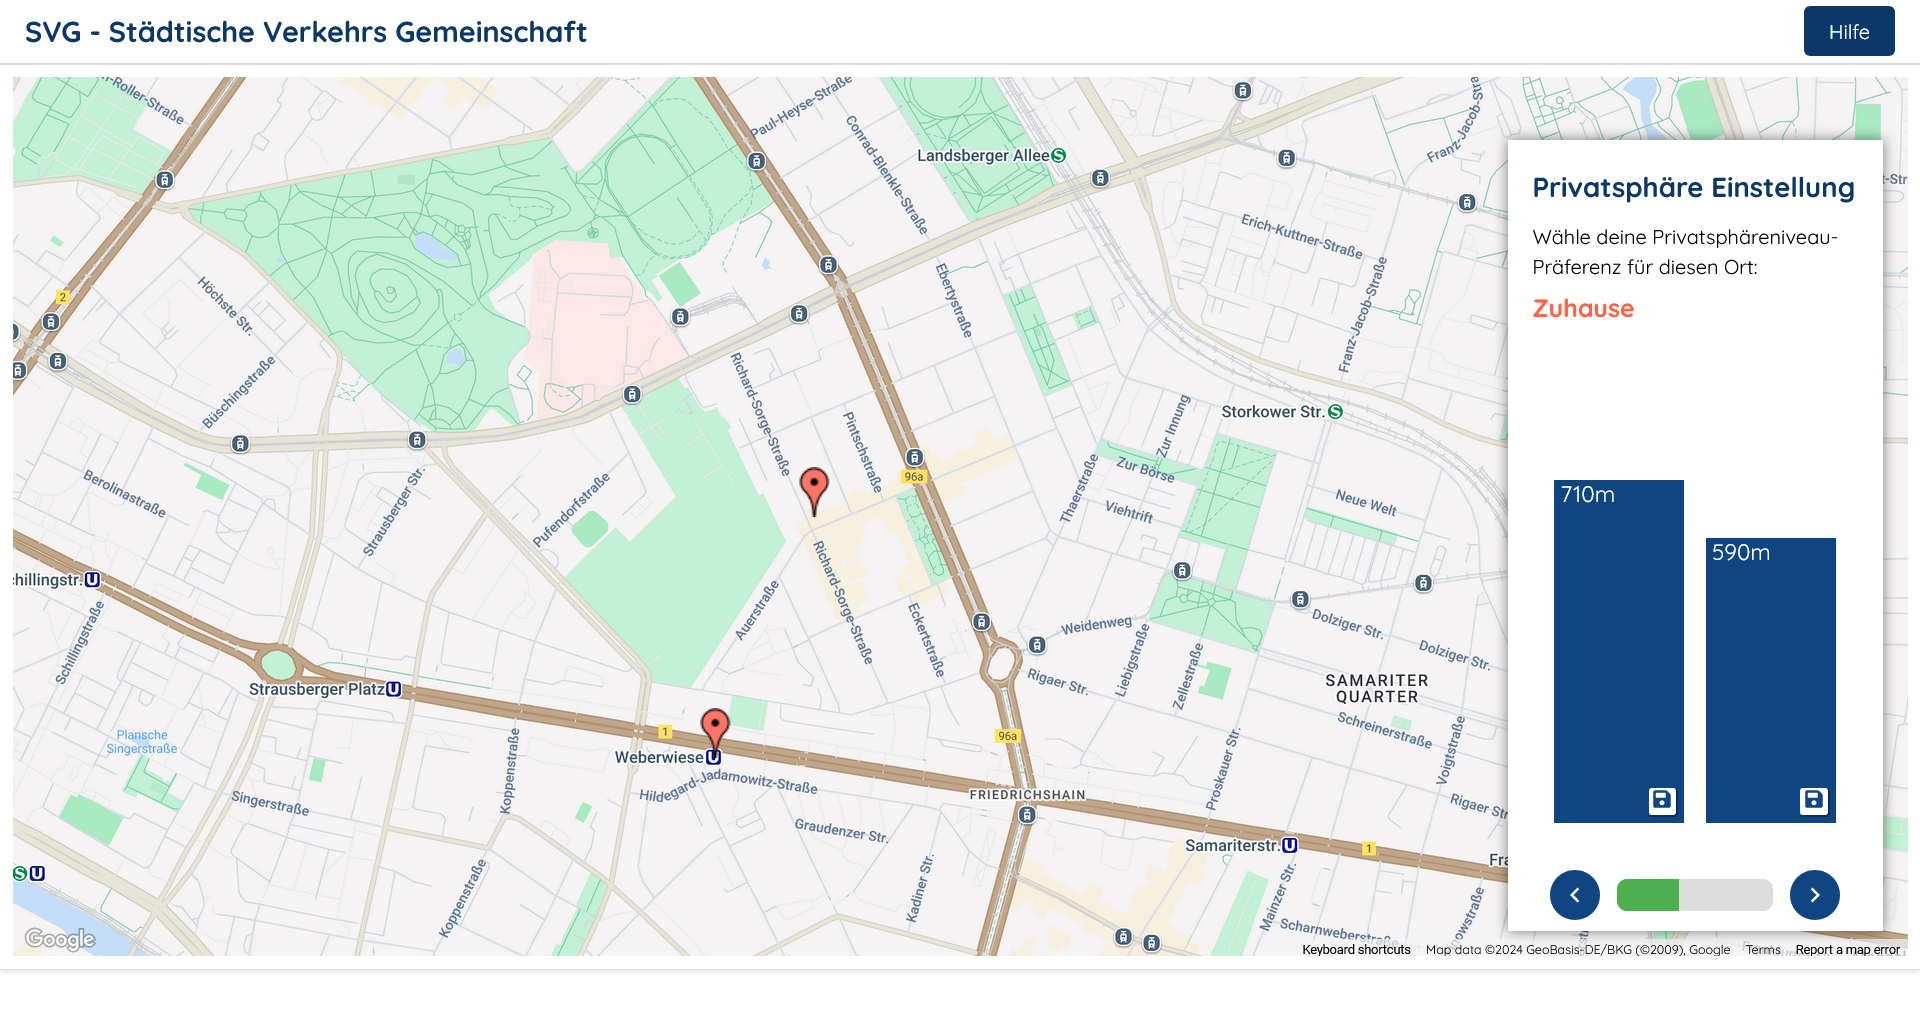 SVG - Städtische Verkehrs Gemeinschaft
Hilfe
Paul-Heyse-Straße
Conrad-Blenkle-Straße
Landsberger Allee
S
Erich-Kuttner-Straße
Franz-Jacob-Straße
Ebertystraße
2
Höchste Str.
Büschingstraße
Richard-Sorge-Straße
Pintschstraße
96a
Storkower Str.
S
Zur Innung
Zur Börse
Thaerstraße
Viehtrift
Neue Welt
Berolinastraße
Strausberger Str.
Pufendorfstraße
Richard-Sorge-Straße
Auerstraße
Eckertstraße
U
Schillingstraße
Weidenweg
Dolziger Str.
Dolziger Str.
Liebigstraße
Zellestraße
Rigaer Str.
SAMARITER
QUARTER
Strausberger Platz
U
Schreinerstraße
Voigtstraße
Proskauer Str.
Plansche
Singerstraße
1
96a
Weberwiese
U
Hildegard-Jadamowitz-Straße
Koppenstraße
Singerstraße
FRIEDRICHSHAIN
Rigaer Str.
Graudenzer Str.
Samariterstr.
U
1
S
U
Koppenstraße
Kadiner Str.
Mainzer Str.
Scharnweberstraße
Google
Keyboard shortcuts
Map data ©2024 GeoBasis-DE/BKG (©2009), Google
Terms
Report a map error
Privatsphäre Einstellung
Wähle deine Privatsphäreniveau-
Präferenz für diesen Ort:
Zuhause
710m
590m